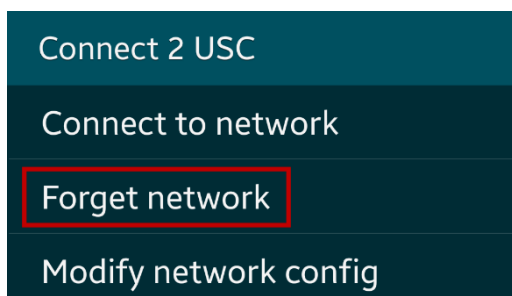 Connect 2 USC
Connect to network
Forget network
Modify network config